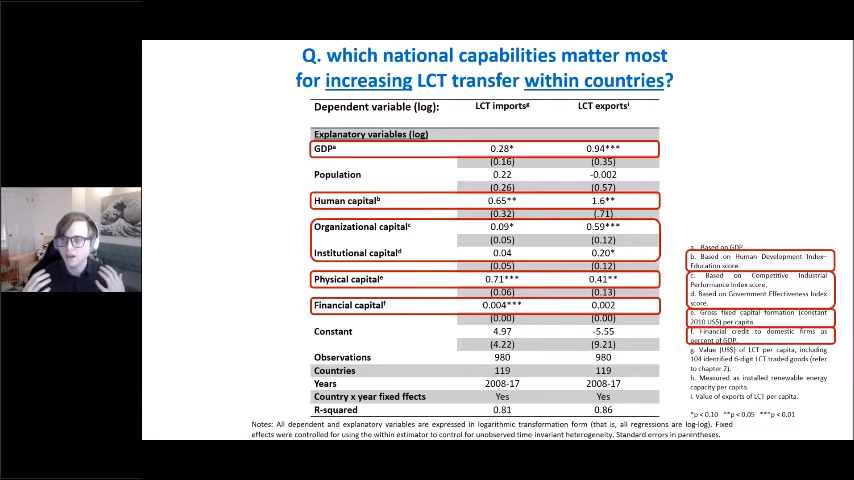 Q. which national capabilities matter most
for increasing LCT transfer within countries?
Dependent variable (log): LCT importsᵍ LCT exportsⁱ
Explanatory variables (log)
GDPᵃ 0.28* 0.94***
(0.16) (0.35)
Population 0.22 -0.002
(0.26) (0.57)
Human capitalᵇ 0.65** 1.6**
(0.32) (.71)
Organizational capitalᶜ 0.09* 0.59***
(0.05) (0.12)
Institutional capitalᵈ 0.04 0.20*
(0.05) (0.12)
Physical capitalᵉ 0.71*** 0.41**
(0.06) (0.13)
Financial capitalᶠ 0.004*** 0.002
(0.00) (0.00)
Constant 4.97 -5.55
(4.22) (9.21)
Observations 980 980
Countries 119 119
Years 2008-17 2008-17
Country x year fixed ffects Yes Yes
R-squared 0.81 0.86
a. Based on GDP
b. Based on Human Development Index–
Education score.
c. Based on Competitive Industrial
Performance Index score.
d. Based on Government Effectiveness Index
score.
e. Gross fixed capital formation (constant
2010 US$) per capita.
f. Financial credit to domestic firms as
percent of GDP.
g. Value (US$) of LCT per capita, including
104 identified 6-digit LCT traded goods (refer
to chapter 2).
h. Measured as installed renewable energy
capacity per capita.
i. Value of exports of LCT per capita.
*p < 0.10 **p < 0.05 ***p < 0.01
Notes: All dependent and explanatory variables are expressed in logarithmic transformation form (that is, all regressions are log-log). Fixed
effects were controlled for using the within estimator to control for unobserved time-invariant heterogeneity. Standard errors in parentheses.